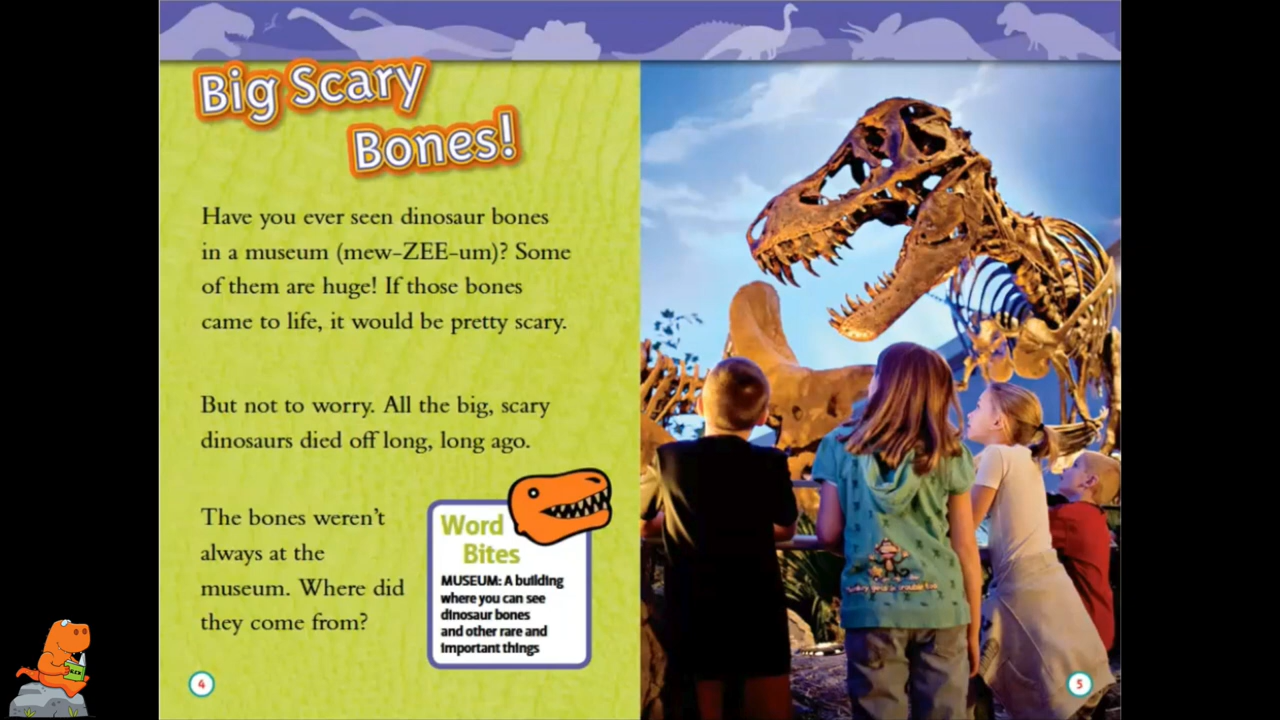 Big Scary
Bones!
Have you ever seen dinosaur bones
in a museum (mew-ZEE-um)? Some
of them are huge! If those bones
came to life, it would be pretty scary.
But not to worry. All the big, scary
dinosaurs died off long, long ago.
The bones weren't
always at the
museum. Where did
they come from?
Word
Bites
MUSEUM: A building
where you can see
dinosaur bones
and other rare and
important things
4
5